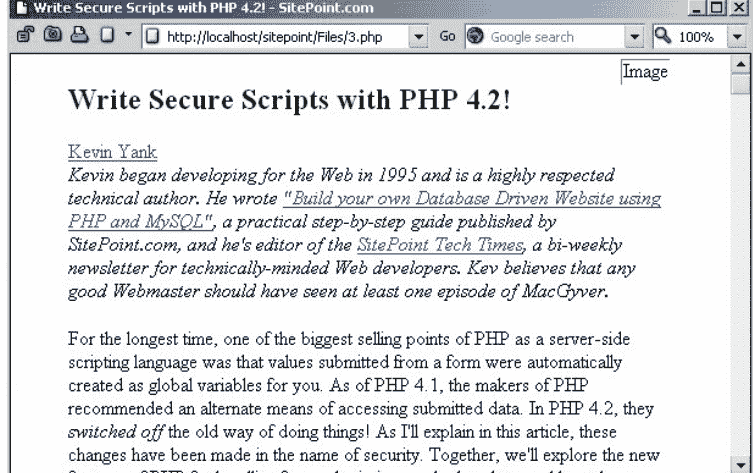 Write Secure Scripts with PHP 4.2! - SitePoint.com
http://localhost/sitepoint/Files/3.php Go Google search 100%
Image
Write Secure Scripts with PHP 4.2!
Kevin Yank
Kevin began developing for the Web in 1995 and is a highly respected
technical author. He wrote "Build your own Database Driven Website using
PHP and MySQL", a practical step-by-step guide published by
SitePoint.com, and he's editor of the SitePoint Tech Times, a bi-weekly
newsletter for technically-minded Web developers. Kev believes that any
good Webmaster should have seen at least one episode of MacGyver.
For the longest time, one of the biggest selling points of PHP as a server-side
scripting language was that values submitted from a form were automatically
created as global variables for you. As of PHP 4.1, the makers of PHP
recommended an alternate means of accessing submitted data. In PHP 4.2, they
switched off the old way of doing things! As I'll explain in this article, these
changes have been made in the name of security. Together, we'll explore the new